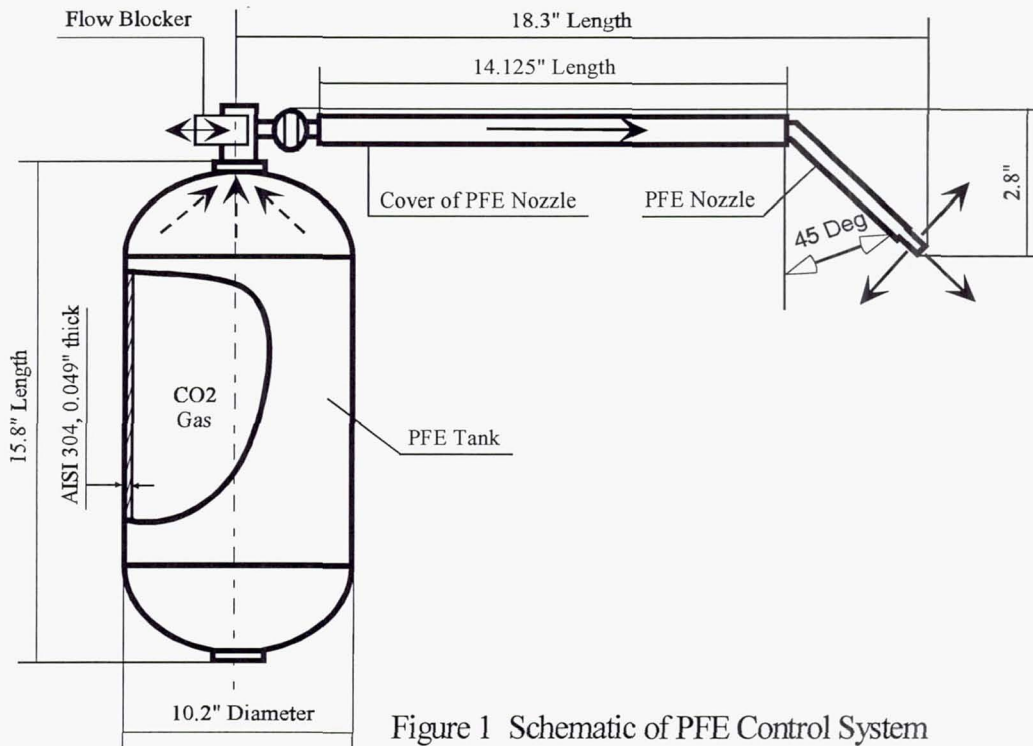 Flow Blocker
18.3" Length
14.125" Length
Cover of PFE Nozzle
PFE Nozzle
2.8"
45 Deg
15.8" Length
AISI 304, 0.049" thick
CO2
Gas
PFE Tank
10.2" Diameter
Figure 1 Schematic of PFE Control System